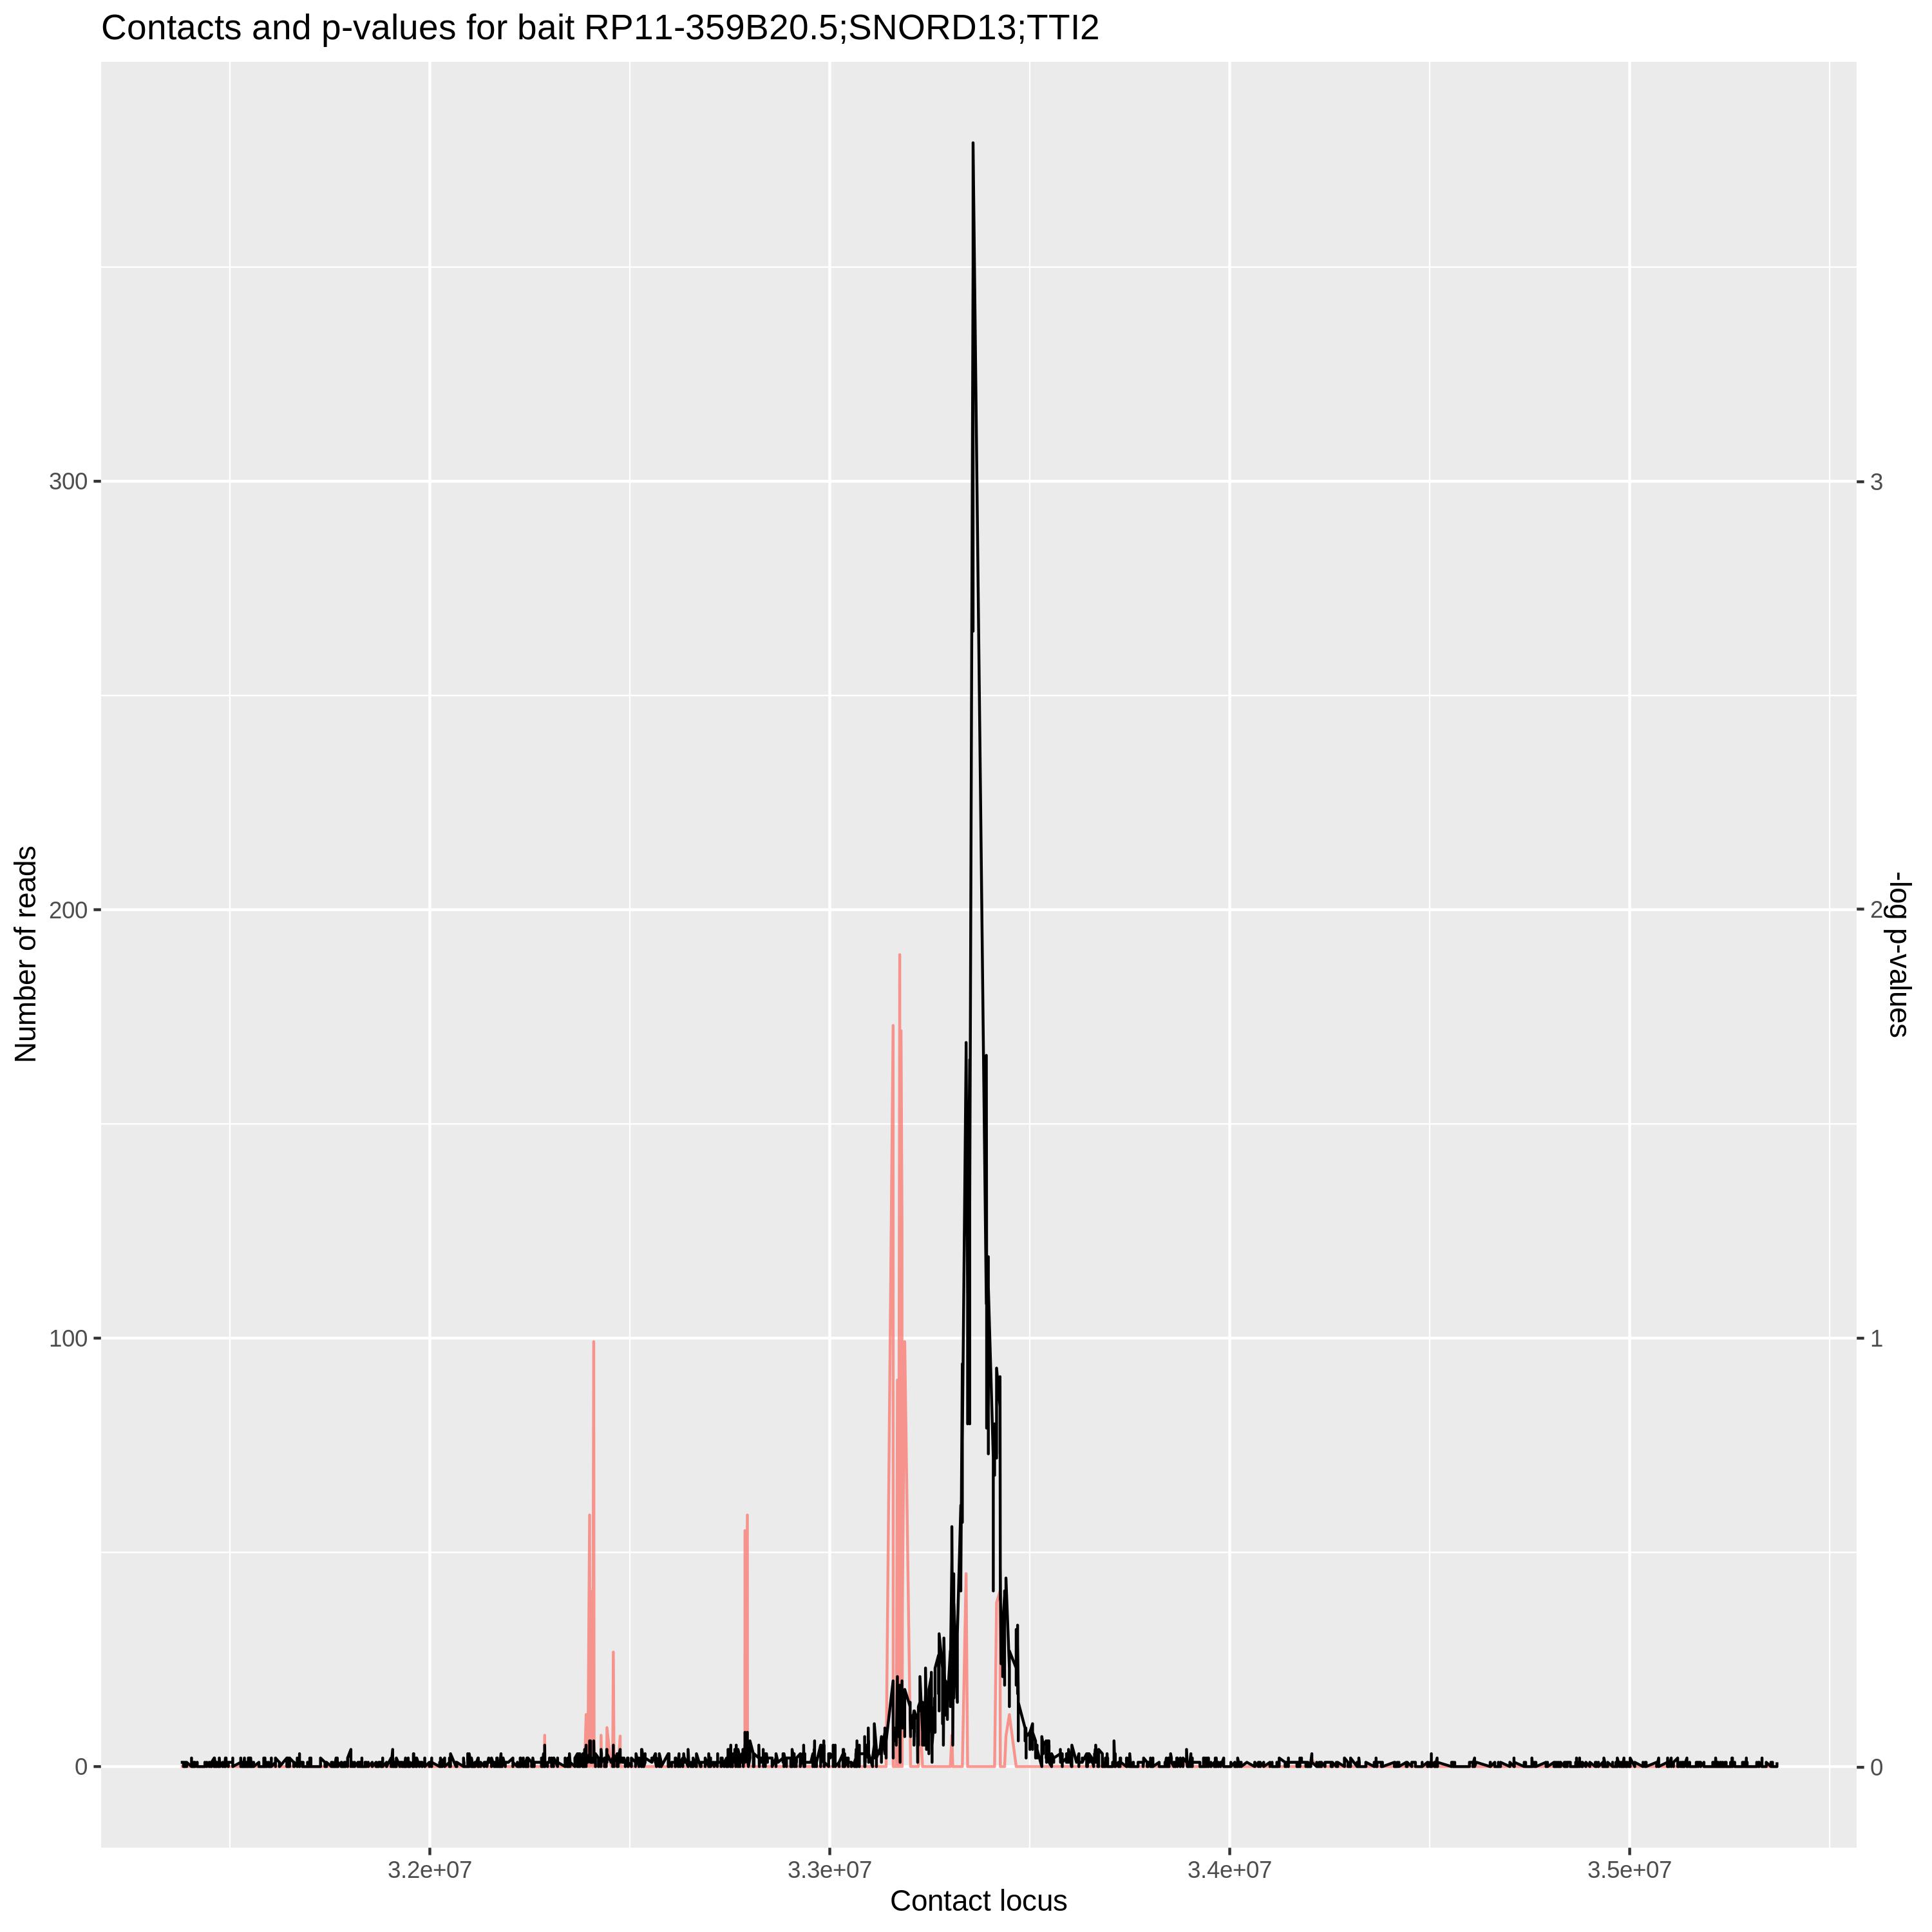 Contacts and p-values for bait RP11-359B20.5;SNORD13;TTI2
Number of reads
300
200
100
0
3
2
1
0
-log p-values
3.2e+07
3.3e+07
3.4e+07
3.5e+07
Contact locus